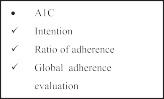 • A1C
✓ Intention
✓ Ratio of adherence
✓ Global adherence
evaluation